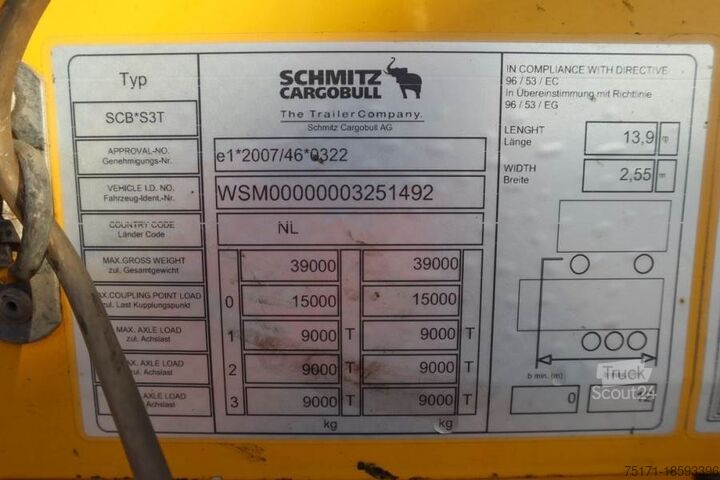 Typ
SCB*S3T
SCHMITZ
CARGOBULL
The Trailer Company.
Schmitz Cargobull AG
IN COMPLIANCE WITH DIRECTIVE
96 / 53 / EC
in Übereinstimmung mit Richtlinie
96 / 53 / EG
LENGHT
Länge
13,9 m
WIDTH
Breite
2,55 m
APPROVAL-NO.
Genehmigungs-Nr.
e1*2007/46*0322
VEHICLE I.D. NO.
Fahrzeug-Ident.-Nr.
WSM00000003251492
COUNTRY CODE
Länder Code
NL
MAX.GROSS WEIGHT
zul. Gesamtgewicht
39000 39000
MAX.COUPLING POINT LOAD
zul. Last Kupplungspunkt
0 15000 15000
MAX. AXLE LOAD
zul. Achslast
1 9000 T 9000 T
MAX. AXLE LOAD
zul. Achslast
2 9000 T 9000 T
MAX. AXLE LOAD
zul. Achslast
3 9000 T 9000 T
kg kg
b min. (m)
0 12
Truck
Scout24
75171-18593396